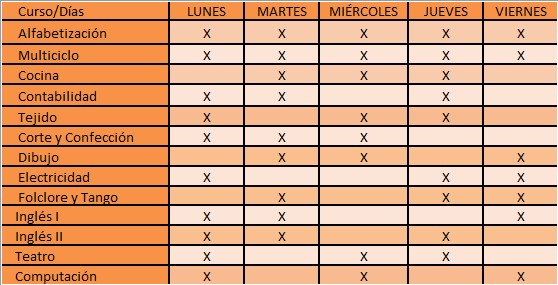 Curso/Días LUNES MARTES MIÉRCOLES JUEVES VIERNES
Alfabetización X X X X X
Multiciclo X X X X X
Cocina X X X
Contabilidad X X X
Tejido X X X
Corte y Confección X X X
Dibujo X X X
Electricidad X X X
Folclore y Tango X X X
Inglés I X X X
Inglés II X X X
Teatro X X X
Computación X X X